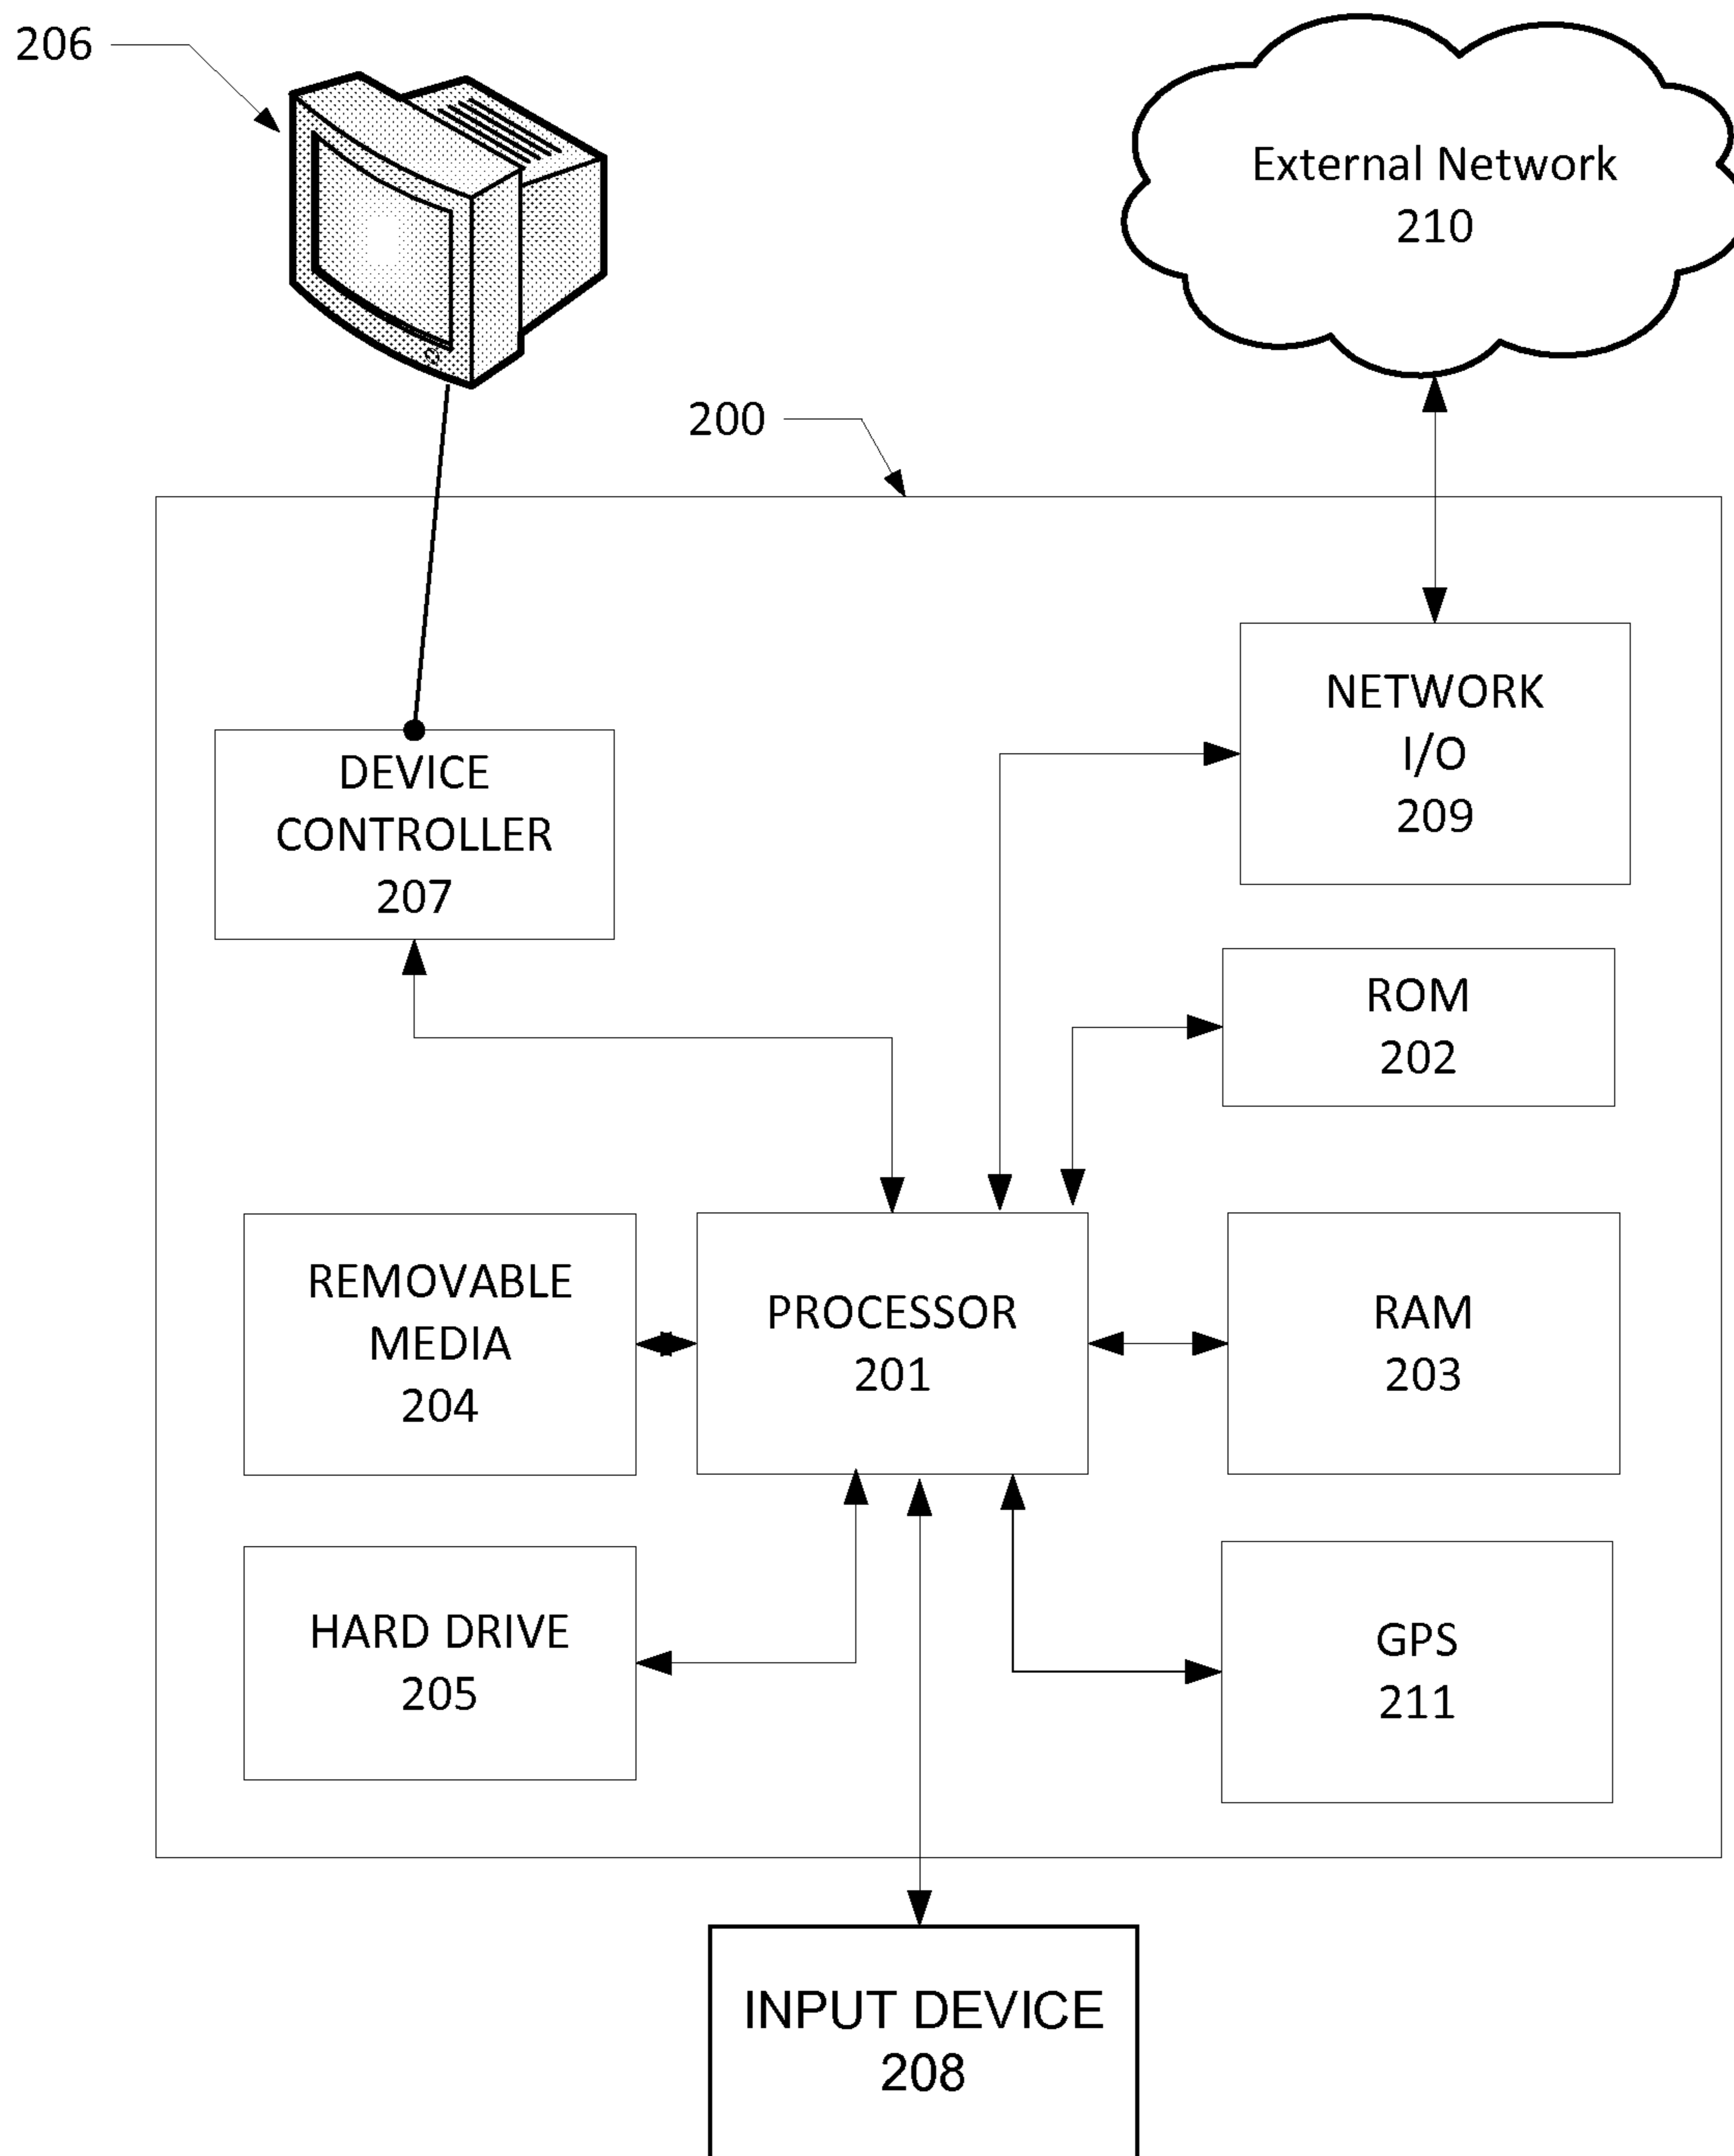 206
External Network
210
200
NETWORK
I/O
209
DEVICE
CONTROLLER
207
ROM
202
REMOVABLE
MEDIA
204
PROCESSOR
201
RAM
203
HARD DRIVE
205
GPS
211
INPUT DEVICE
208